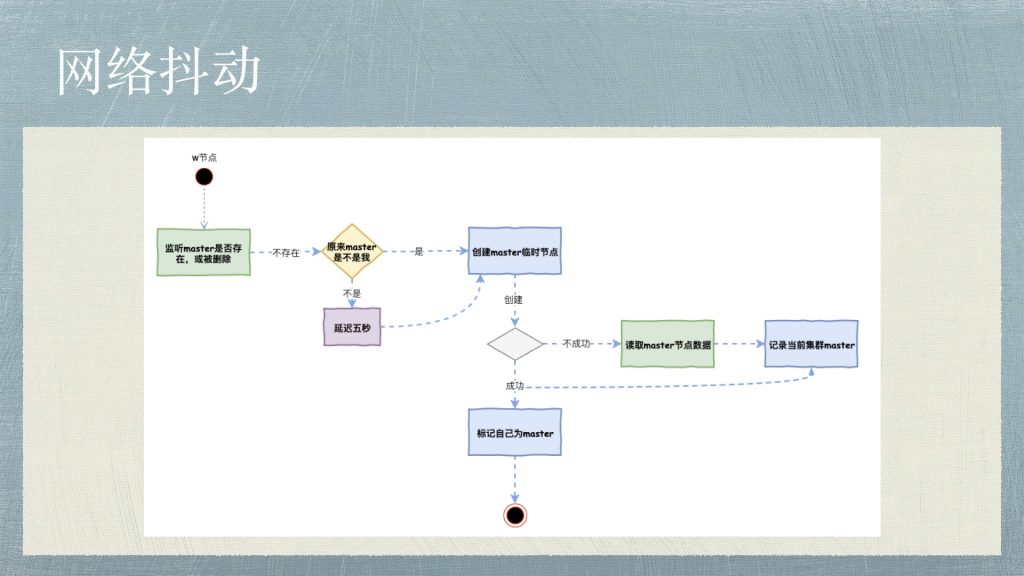 网络抖动
w节点
监听master是否存
在，或被删除
不存在
原来master
是不是我
是
创建master临时节点
不是
延迟五秒
创建
不成功
读取master节点数据
记录当前集群master
成功
标记自己为master